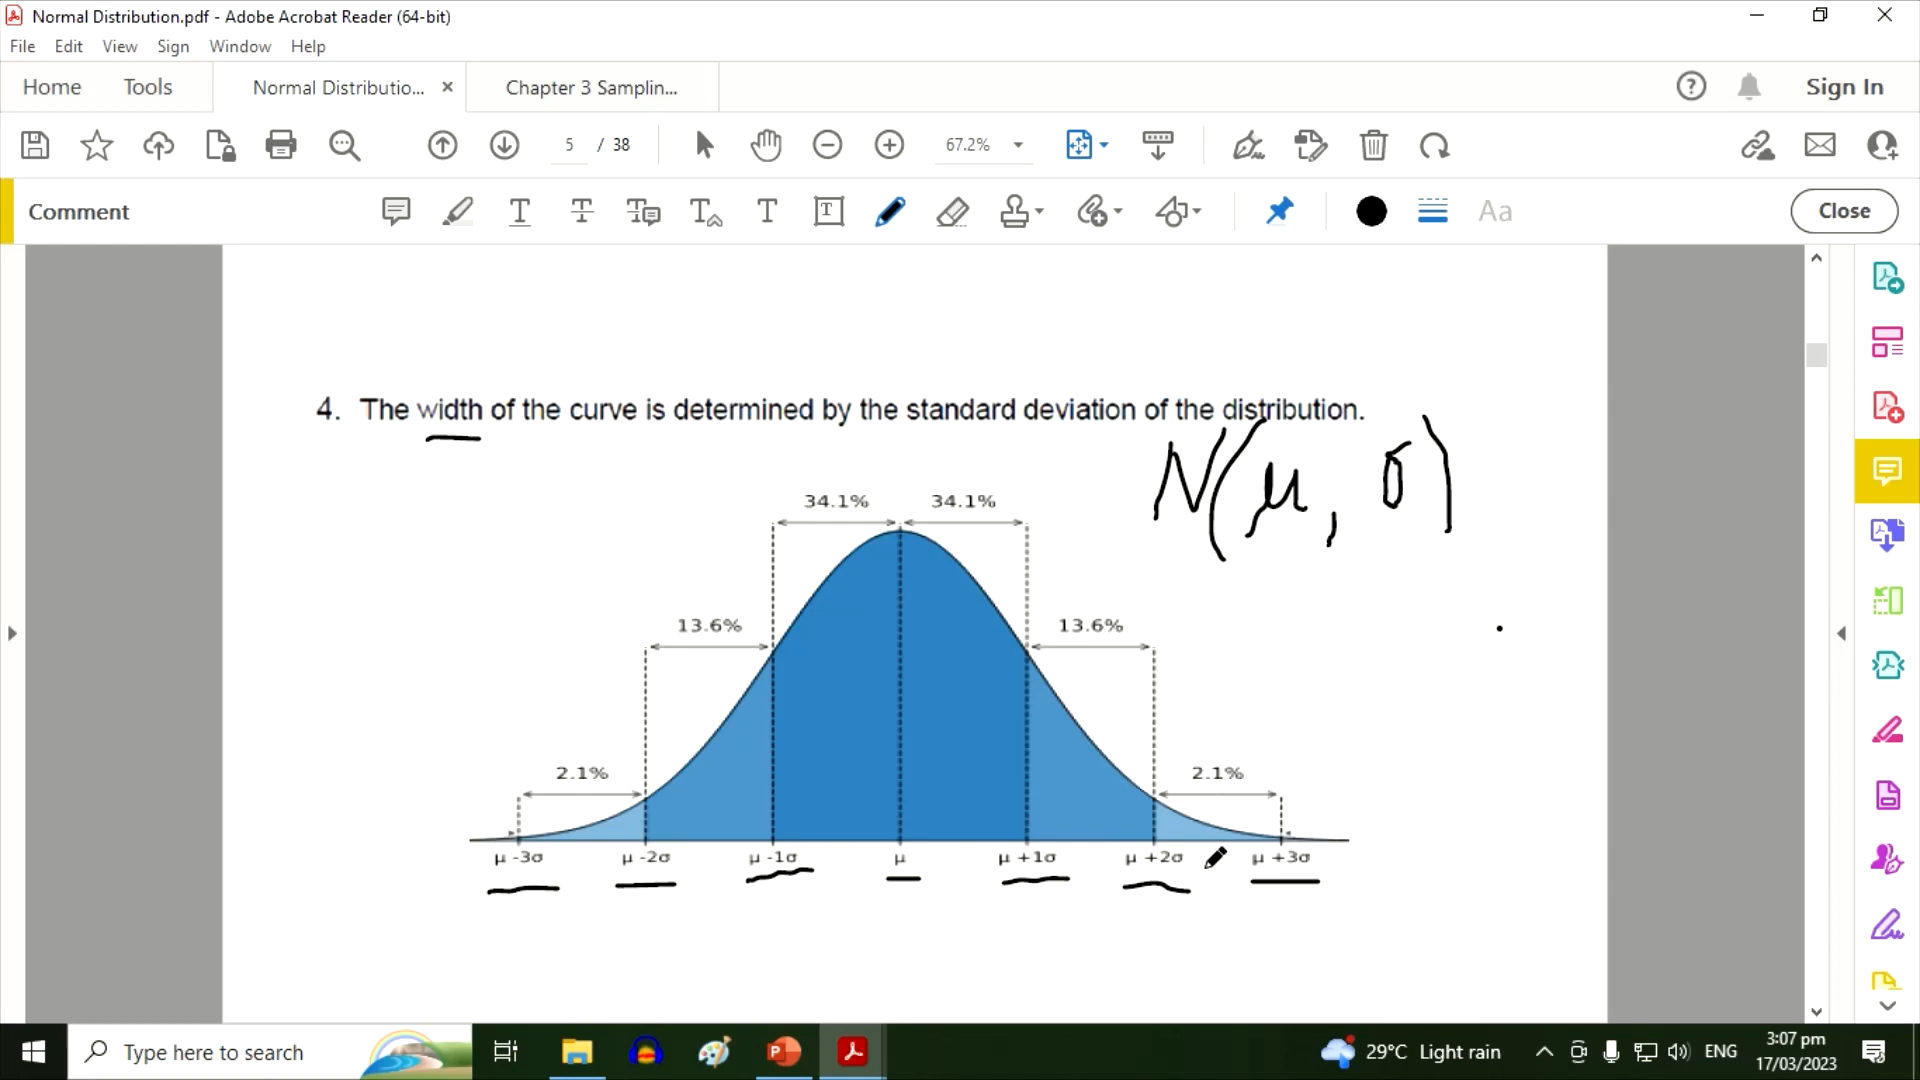 Normal Distribution.pdf - Adobe Acrobat Reader (64-bit)
File Edit View Sign Window Help
Home Tools Normal Distributio... × Chapter 3 Samplin... Sign In
5 / 38 67.2%
Comment Aa Close
4. The width of the curve is determined by the standard deviation of the distribution.
N(μ, σ)
34.1% 34.1%
13.6% 13.6%
2.1% 2.1%
μ -3σ μ -2σ μ -1σ μ μ +1σ μ +2σ μ +3σ
Type here to search 29°C Light rain ENG 3:07 pm
17/03/2023